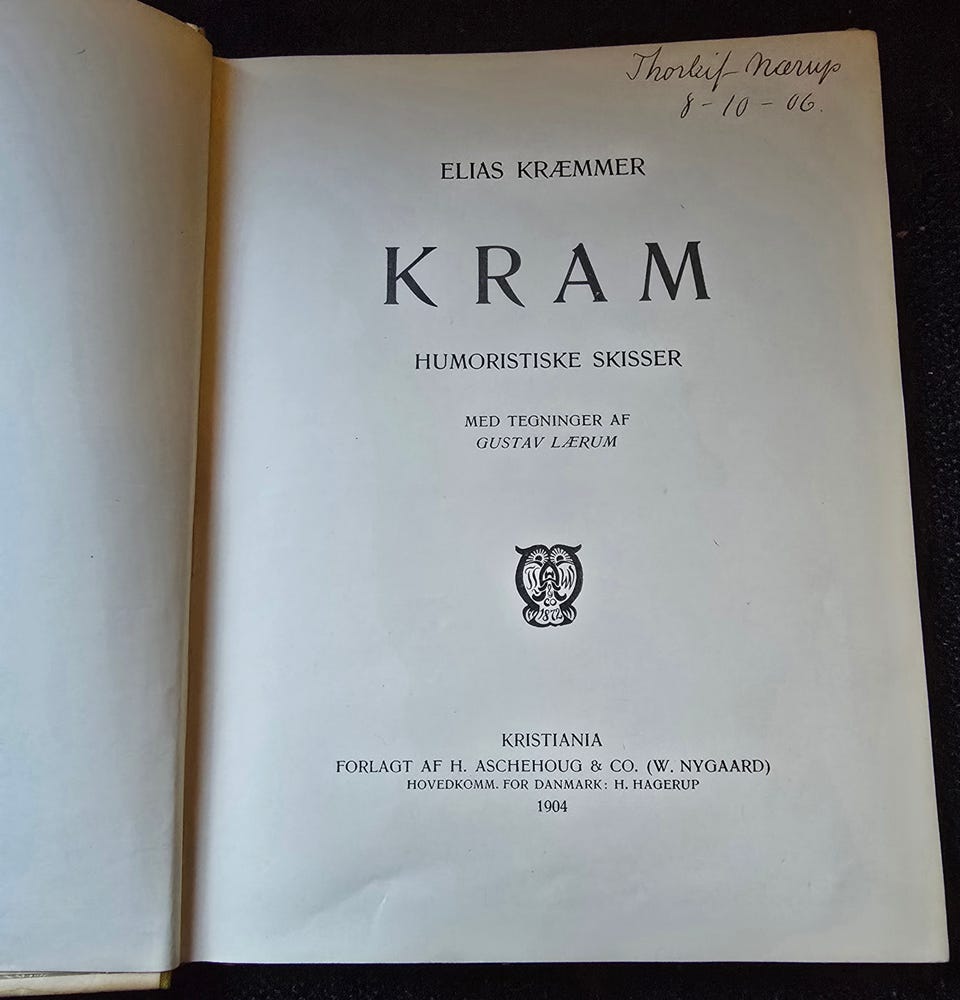 Thorleif Nærup
8-10-06.
ELIAS KRÆMMER
KRAM
HUMORISTISKE SKISSER
MED TEGNINGER AF
GUSTAV LÆRUM
1872
KRISTIANIA
FORLAGT AF H. ASCHEHOUG & CO. (W. NYGAARD)
HOVEDKOMM. FOR DANMARK: H. HAGERUP
1904